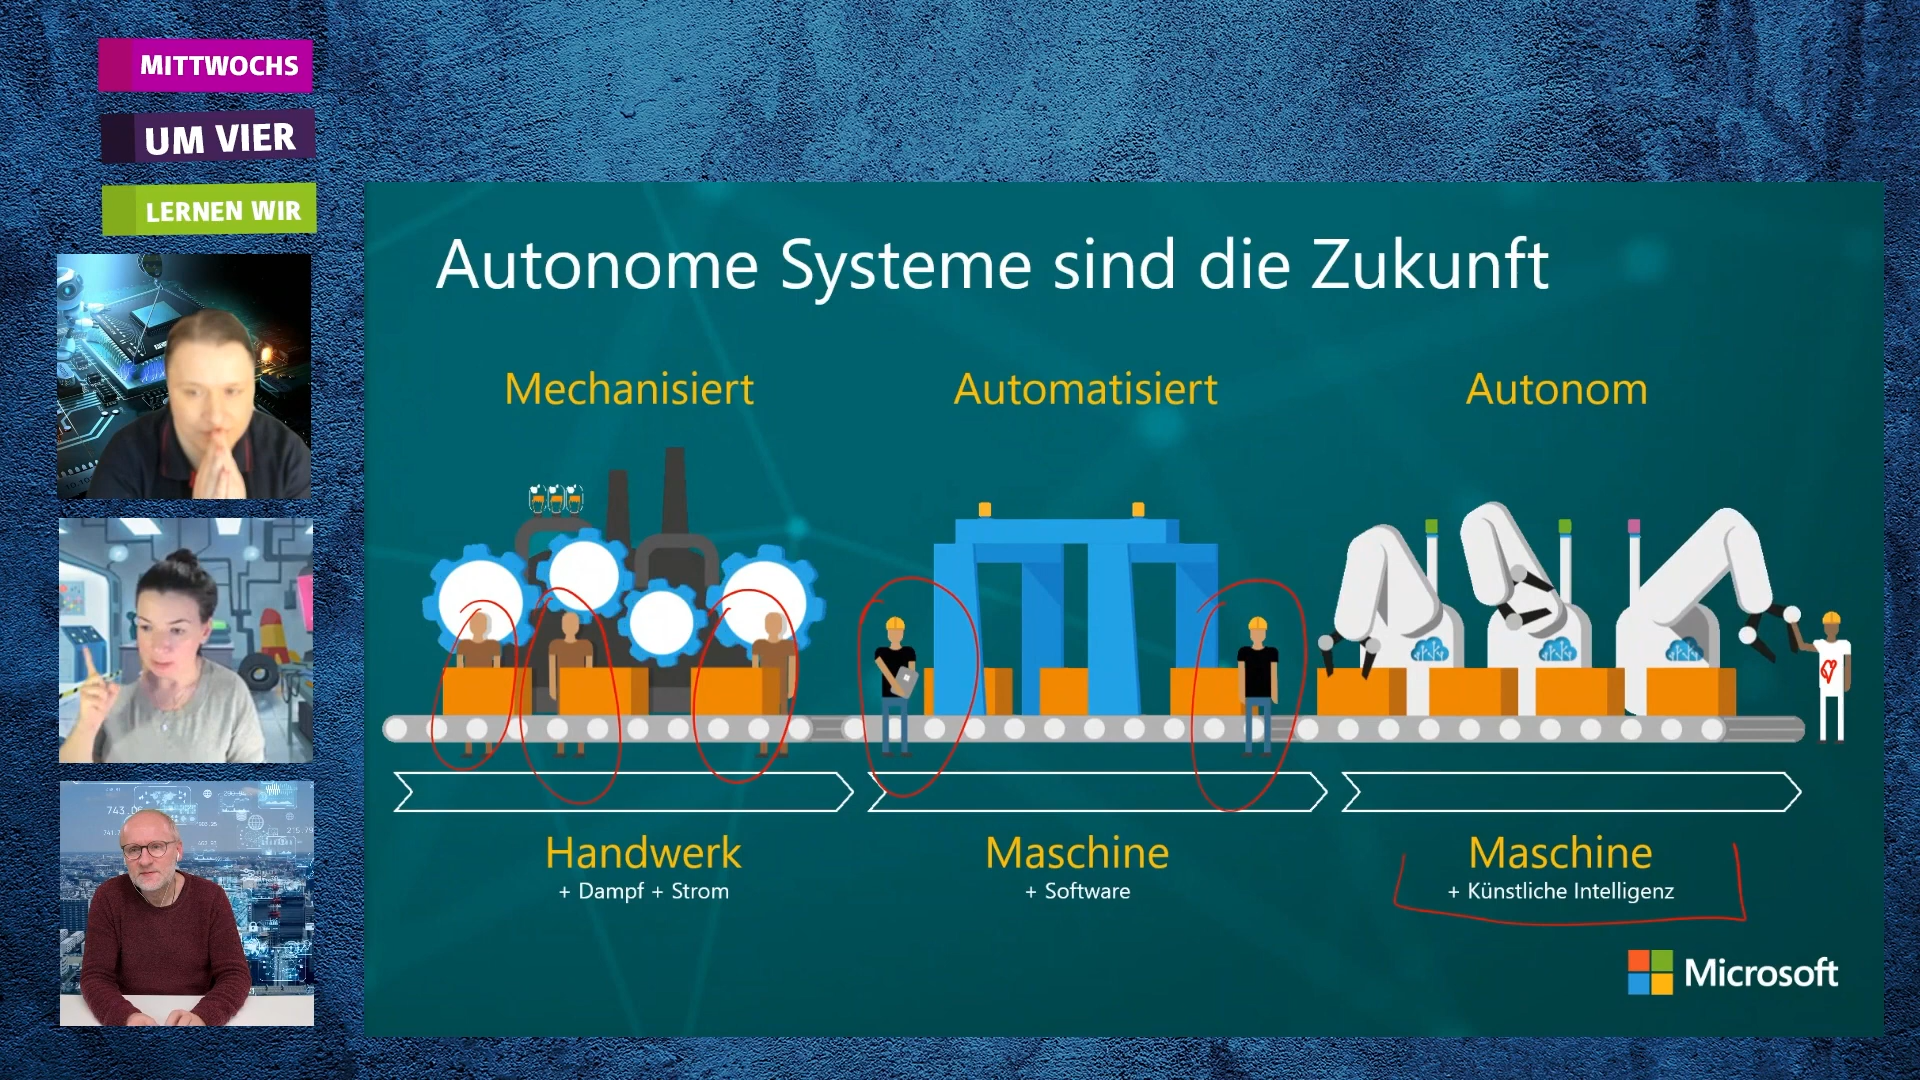 MITTWOCHS
UM VIER
LERNEN WIR
Autonome Systeme sind die Zukunft
Mechanisiert
Automatisiert
Autonom
Handwerk
+ Dampf + Strom
Maschine
+ Software
Maschine
+ Künstliche Intelligenz
Microsoft